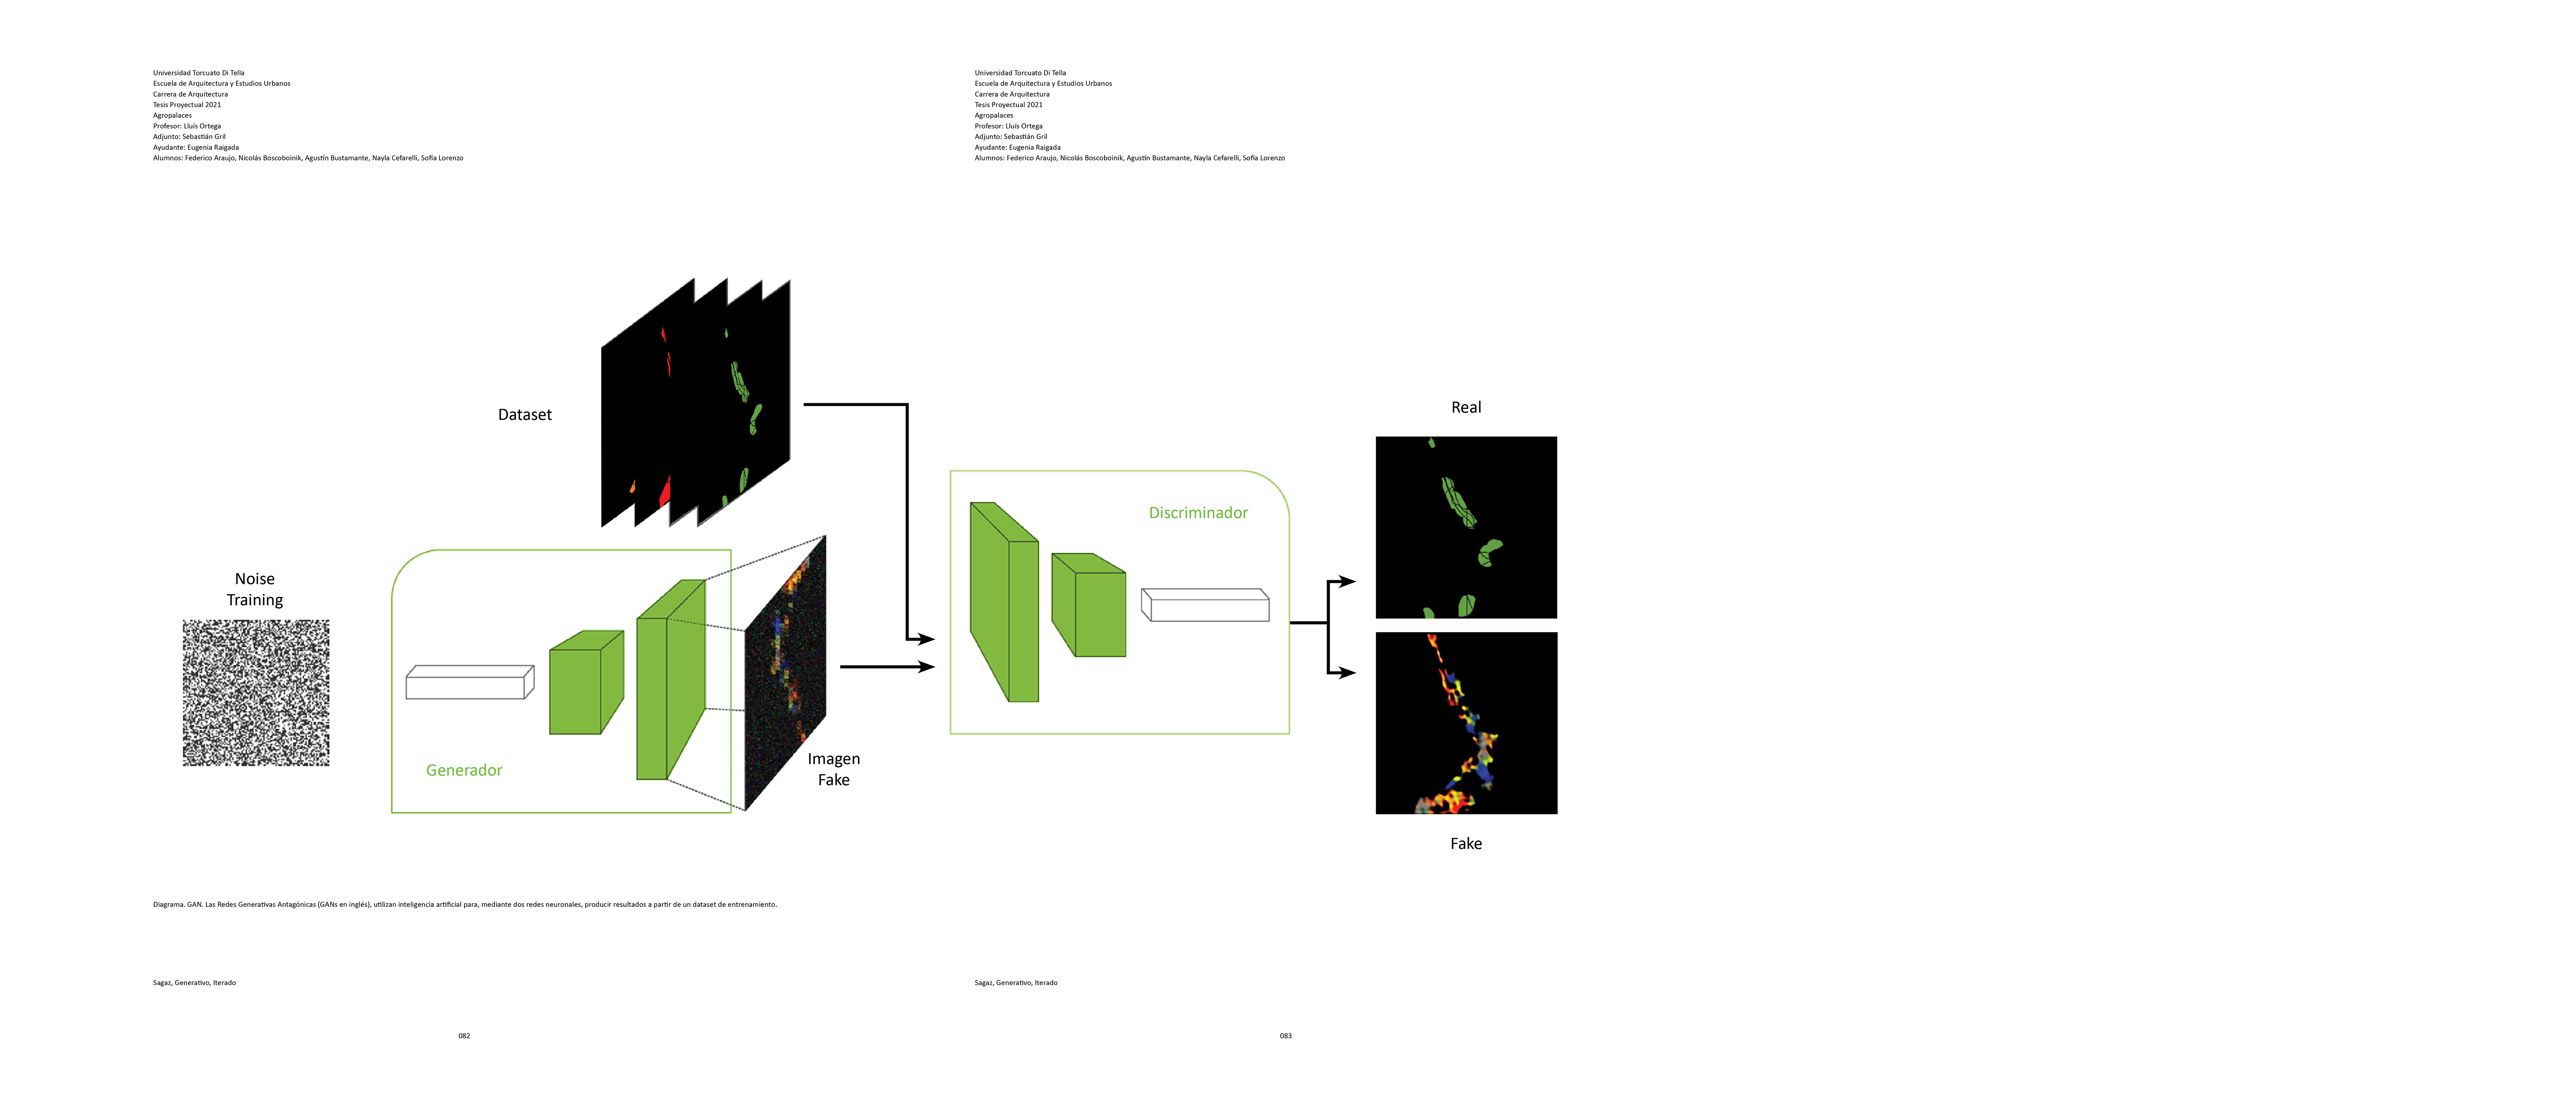 Universidad Torcuato Di Tella
Escuela de Arquitectura y Estudios Urbanos
Carrera de Arquitectura
Tesis Proyectual 2021
Agropalaces
Profesor: Lluís Ortega
Adjunto: Sebastián Gril
Ayudante: Eugenia Raigada
Alumnos: Federico Araujo, Nicolás Boscoboinik, Agustín Bustamante, Nayla Cefarelli, Sofía Lorenzo
Dataset
Noise
Training
Generador
Imagen
Fake
Diagrama. GAN. Las Redes Generativas Antagónicas (GANs en inglés), utilizan inteligencia artificial para, mediante dos redes neuronales, producir resultados a partir de un dataset de entrenamiento.
Sagaz, Generativo, Iterado
082
Universidad Torcuato Di Tella
Escuela de Arquitectura y Estudios Urbanos
Carrera de Arquitectura
Tesis Proyectual 2021
Agropalaces
Profesor: Lluís Ortega
Adjunto: Sebastián Gril
Ayudante: Eugenia Raigada
Alumnos: Federico Araujo, Nicolás Boscoboinik, Agustín Bustamante, Nayla Cefarelli, Sofía Lorenzo
Discriminador
Real
Fake
Sagaz, Generativo, Iterado
083